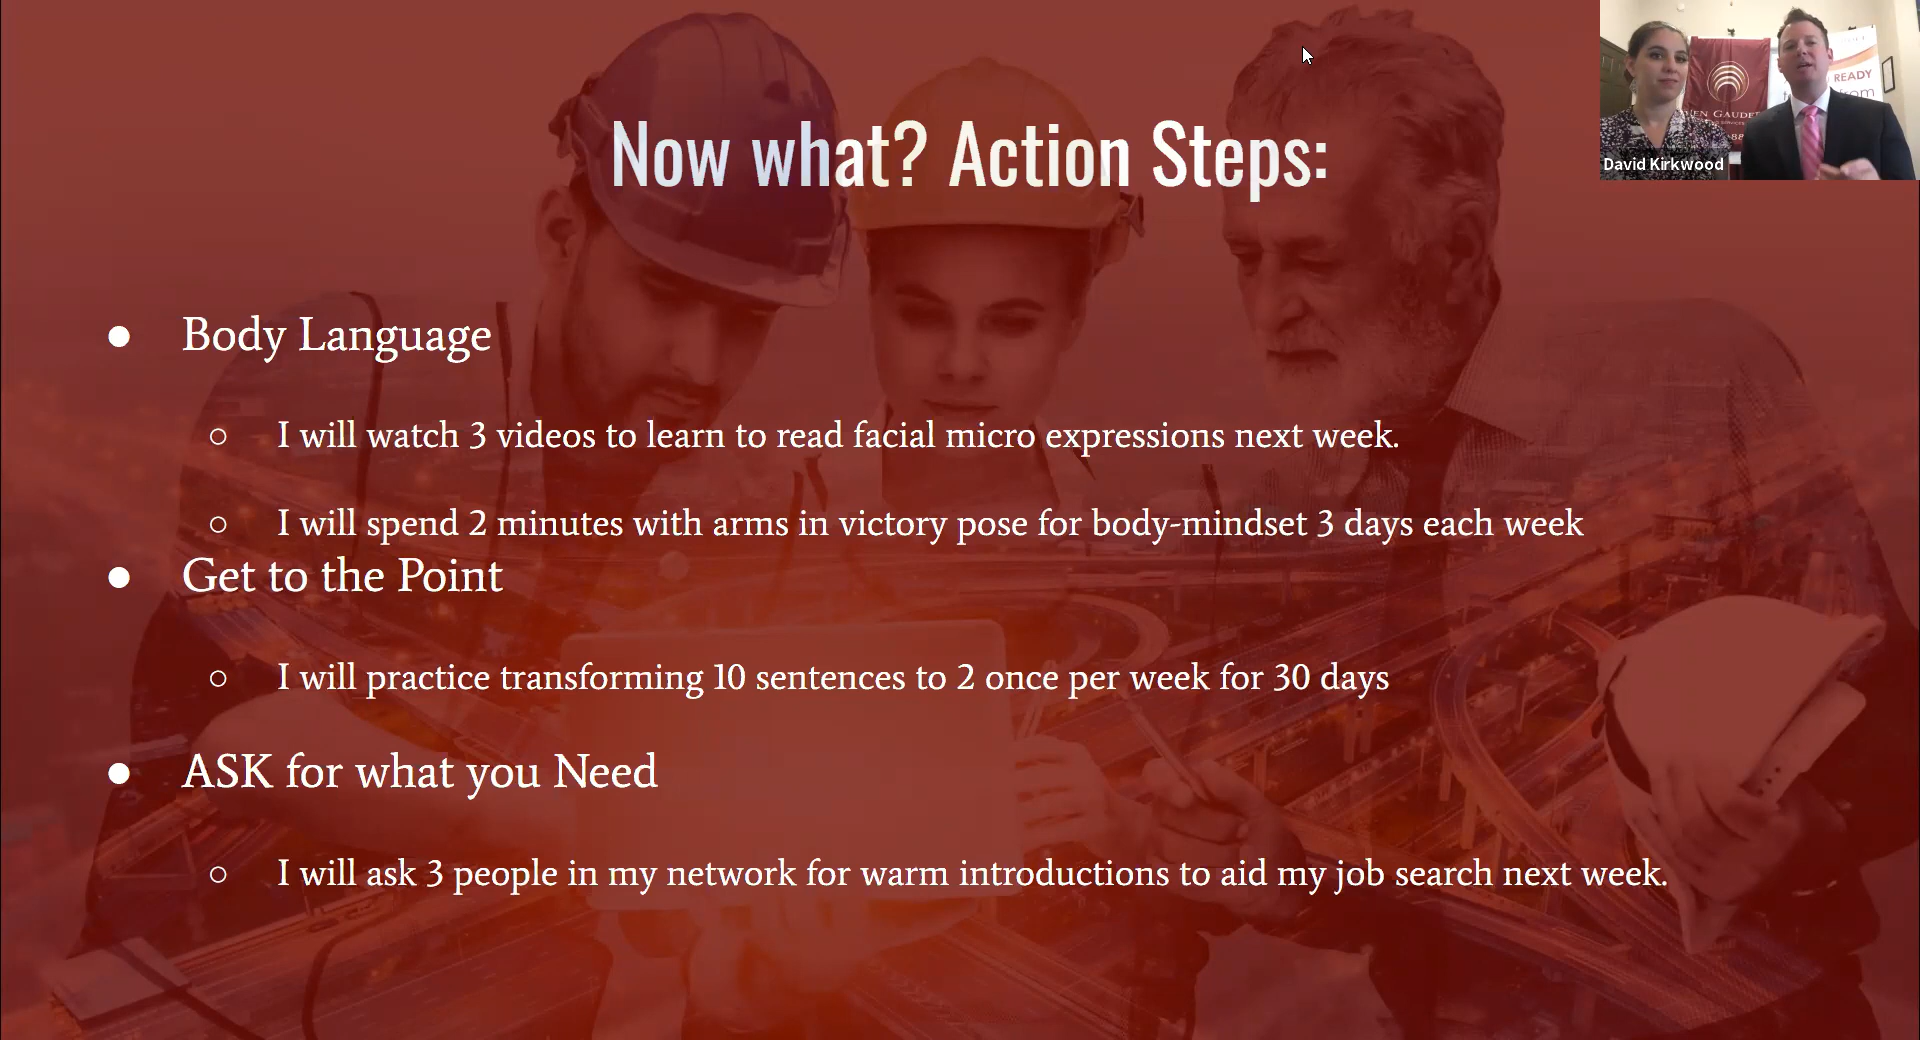 Now what? Action Steps:
READY
David Kirkwood
● Body Language
○ I will watch 3 videos to learn to read facial micro expressions next week.
○ I will spend 2 minutes with arms in victory pose for body-mindset 3 days each week
● Get to the Point
○ I will practice transforming 10 sentences to 2 once per week for 30 days
● ASK for what you Need
○ I will ask 3 people in my network for warm introductions to aid my job search next week.